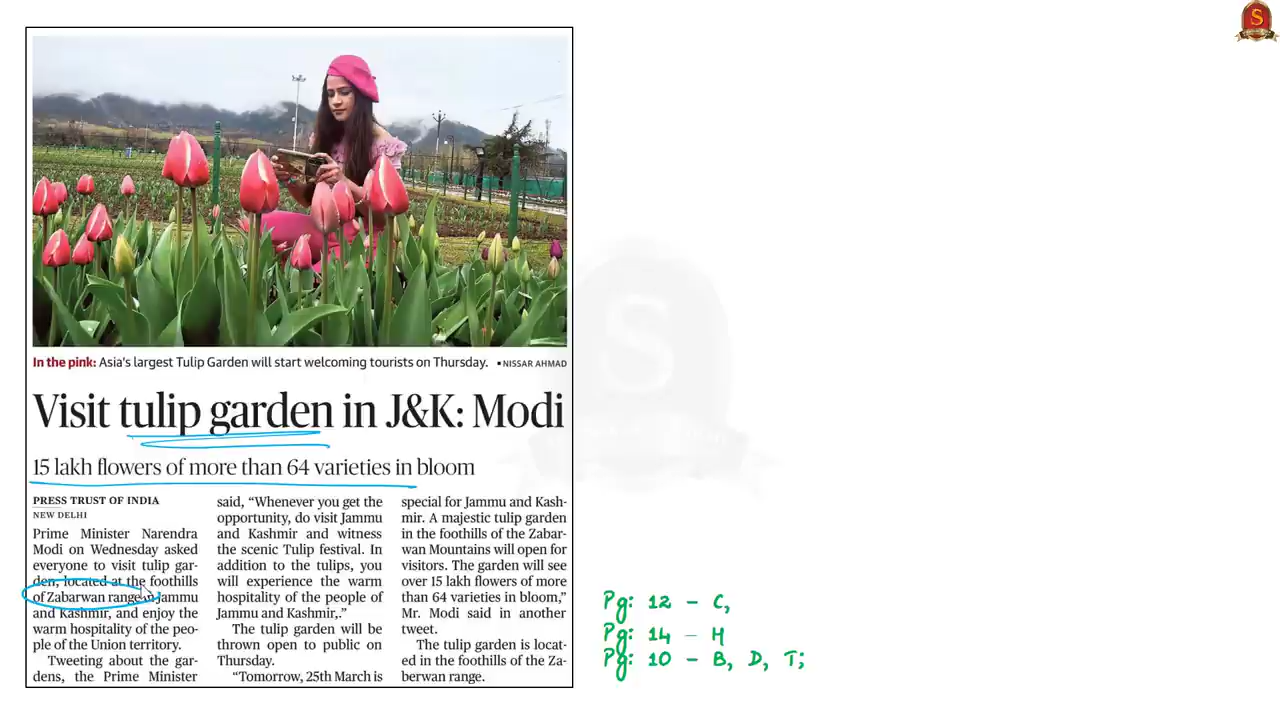 In the pink: Asia's largest Tulip Garden will start welcoming tourists on Thursday. ▪ NISSAR AHMAD
Visit tulip garden in J&K: Modi
15 lakh flowers of more than 64 varieties in bloom
PRESS TRUST OF INDIA
NEW DELHI
Prime Minister Narendra
Modi on Wednesday asked
everyone to visit tulip gar-
den, located at the foothills
of Zabarwan range in Jammu
and Kashmir, and enjoy the
warm hospitality of the peo-
ple of the Union territory.
Tweeting about the gar-
dens, the Prime Minister
said, “Whenever you get the
opportunity, do visit Jammu
and Kashmir and witness
the scenic Tulip festival. In
addition to the tulips, you
will experience the warm
hospitality of the people of
Jammu and Kashmir,.”
The tulip garden will be
thrown open to public on
Thursday.
“Tomorrow, 25th March is
special for Jammu and Kash-
mir. A majestic tulip garden
in the foothills of the Zabar-
wan Mountains will open for
visitors. The garden will see
over 15 lakh flowers of more
than 64 varieties in bloom,”
Mr. Modi said in another
tweet.
The tulip garden is locat-
ed in the foothills of the Za-
berwan range.
Pg: 12 - C,
Pg: 14 - H
Pg: 10 - B, D, T;
S
S